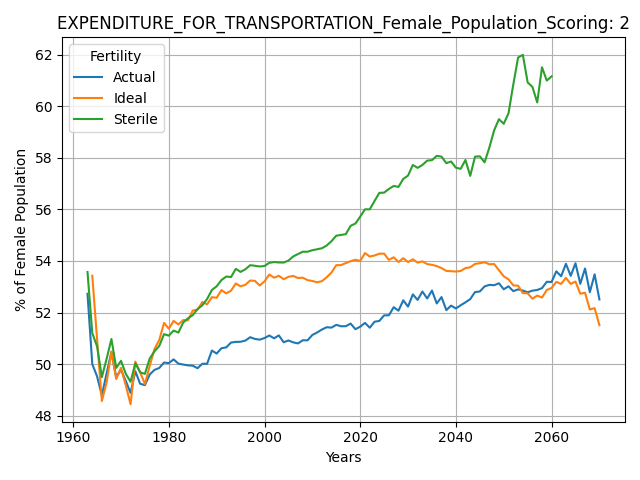 EXPENDITURE_FOR_TRANSPORTATION_Female_Population_Scoring: 2
Fertility
Actual
Ideal
Sterile
% of Female Population
62
60
58
56
54
52
50
48
1960
1980
2000
2020
2040
2060
Years